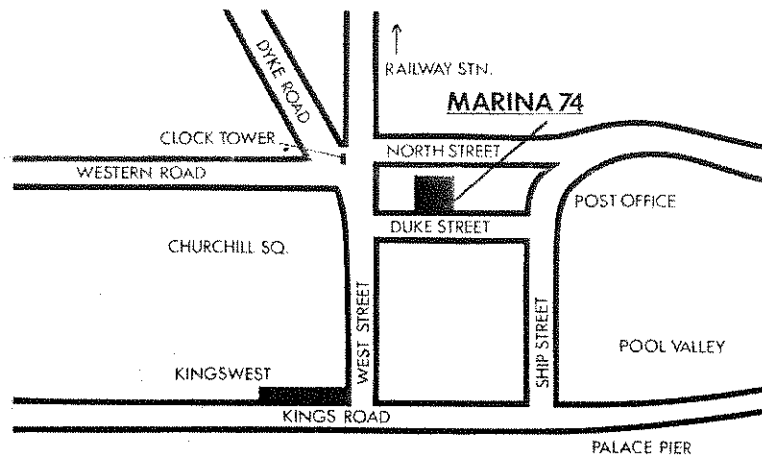 DYKE ROAD
RAILWAY STN.
MARINA 74
CLOCK TOWER
NORTH STREET
WESTERN ROAD
POST OFFICE
DUKE STREET
CHURCHILL SQ.
WEST STREET
SHIP STREET
POOL VALLEY
KINGSWEST
KINGS ROAD
PALACE PIER